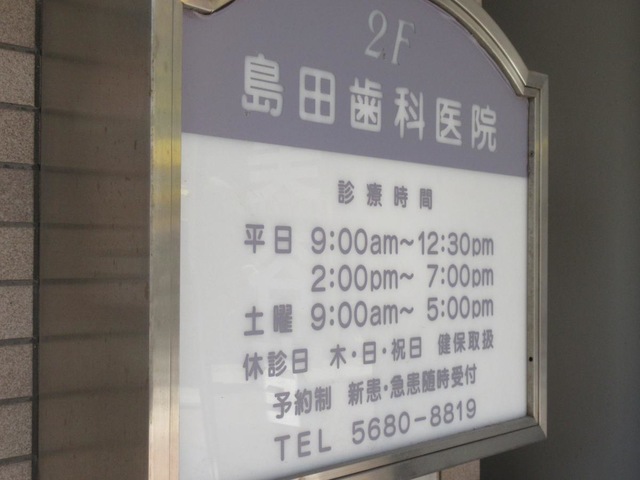 2F
島田歯科医院
診療時間
平日 9:00am〜12:30pm
2:00pm〜 7:00pm
土曜 9:00am〜 5:00pm
休診日 木・日・祝日 健保取扱
予約制 新患・急患随時受付
TEL 5680-8819